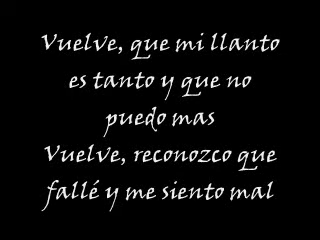 Vuelve, que mi llanto
es tanto y que no
puedo mas
Vuelve, reconozco que
fallé y me siento mal